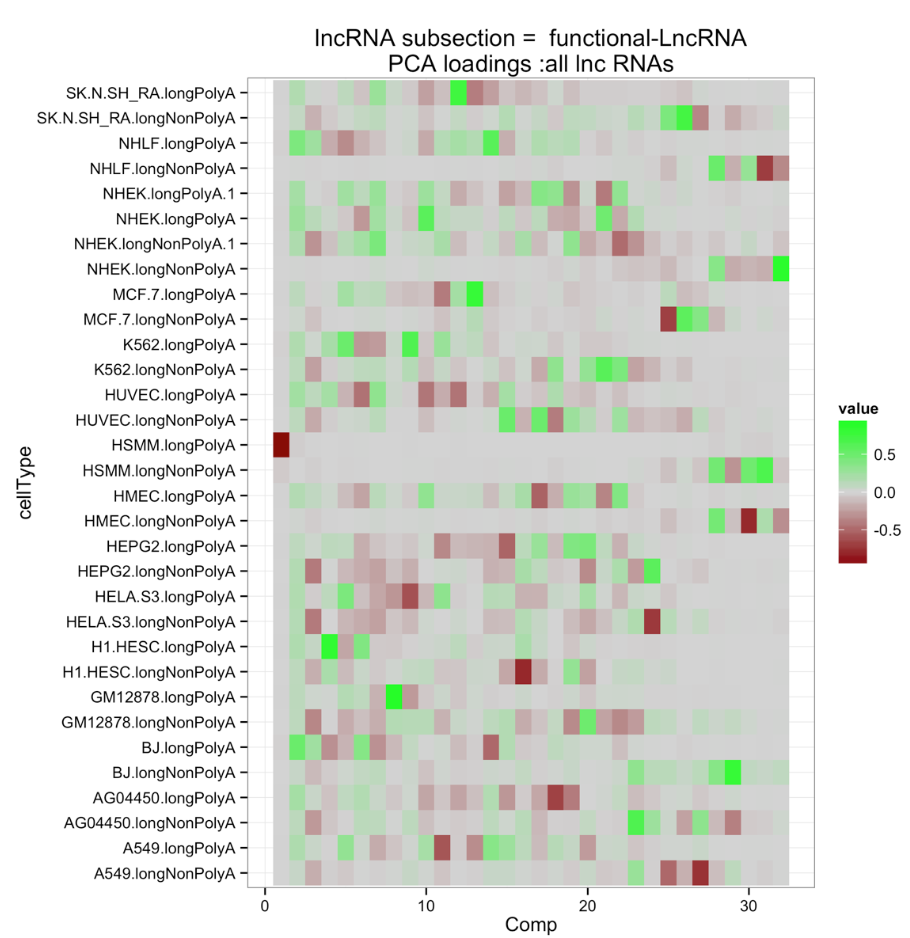 lncRNA subsection =  functional-LncRNA
PCA loadings :all lnc RNAs
cellType
SK.N.SH_RA.longPolyA
SK.N.SH_RA.longNonPolyA
NHLF.longPolyA
NHLF.longNonPolyA
NHEK.longPolyA.1
NHEK.longPolyA
NHEK.longNonPolyA.1
NHEK.longNonPolyA
MCF.7.longPolyA
MCF.7.longNonPolyA
K562.longPolyA
K562.longNonPolyA
HUVEC.longPolyA
HUVEC.longNonPolyA
HSMM.longPolyA
HSMM.longNonPolyA
HMEC.longPolyA
HMEC.longNonPolyA
HEPG2.longPolyA
HEPG2.longNonPolyA
HELA.S3.longPolyA
HELA.S3.longNonPolyA
H1.HESC.longPolyA
H1.HESC.longNonPolyA
GM12878.longPolyA
GM12878.longNonPolyA
BJ.longPolyA
BJ.longNonPolyA
AG04450.longPolyA
AG04450.longNonPolyA
A549.longPolyA
A549.longNonPolyA
0 10 20 30
Comp
value
0.5
0.0
-0.5